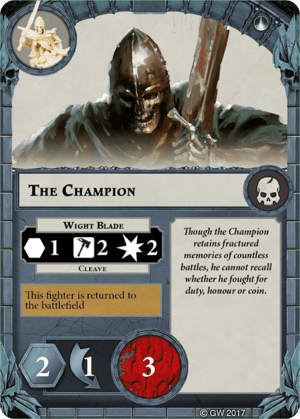 THE CHAMPION
WIGHT BLADE
1 2 2
CLEAVE
This fighter is returned to
the battlefield
Though the Champion
retains fractured
memories of countless
battles, he cannot recall
whether he fought for
duty, honour or coin.
2 1 3
© GW 2017